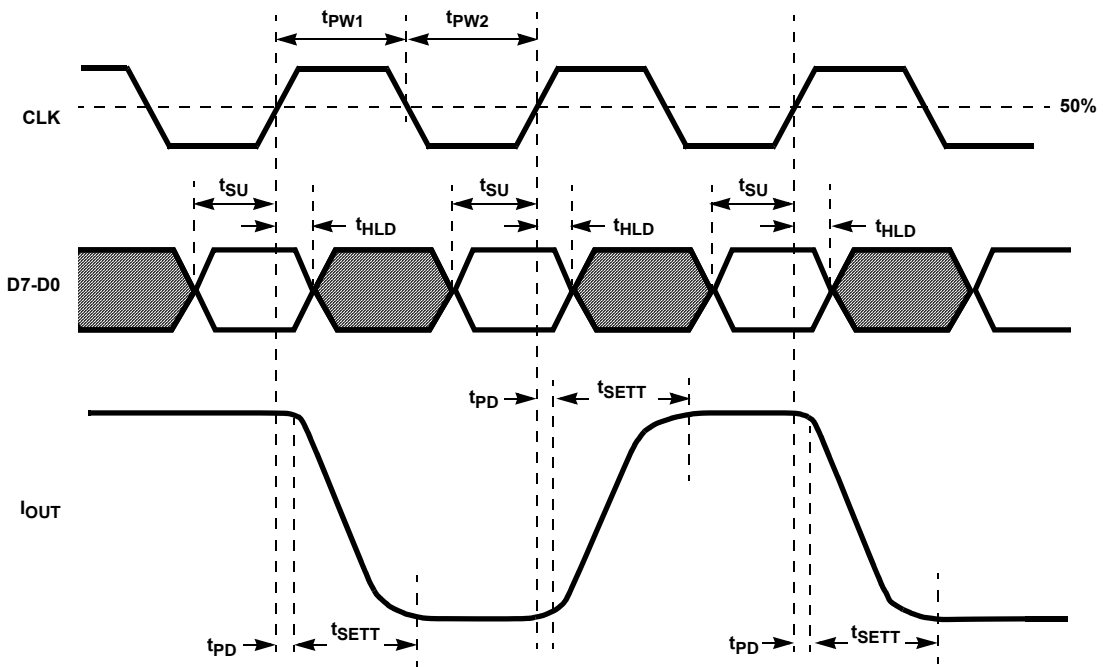 tPW1 tPW2
CLK
50%
tSU tSU tSU
tHLD tHLD tHLD
D7-D0
tPD tSETT
IOUT
tPD tSETT tPD tSETT